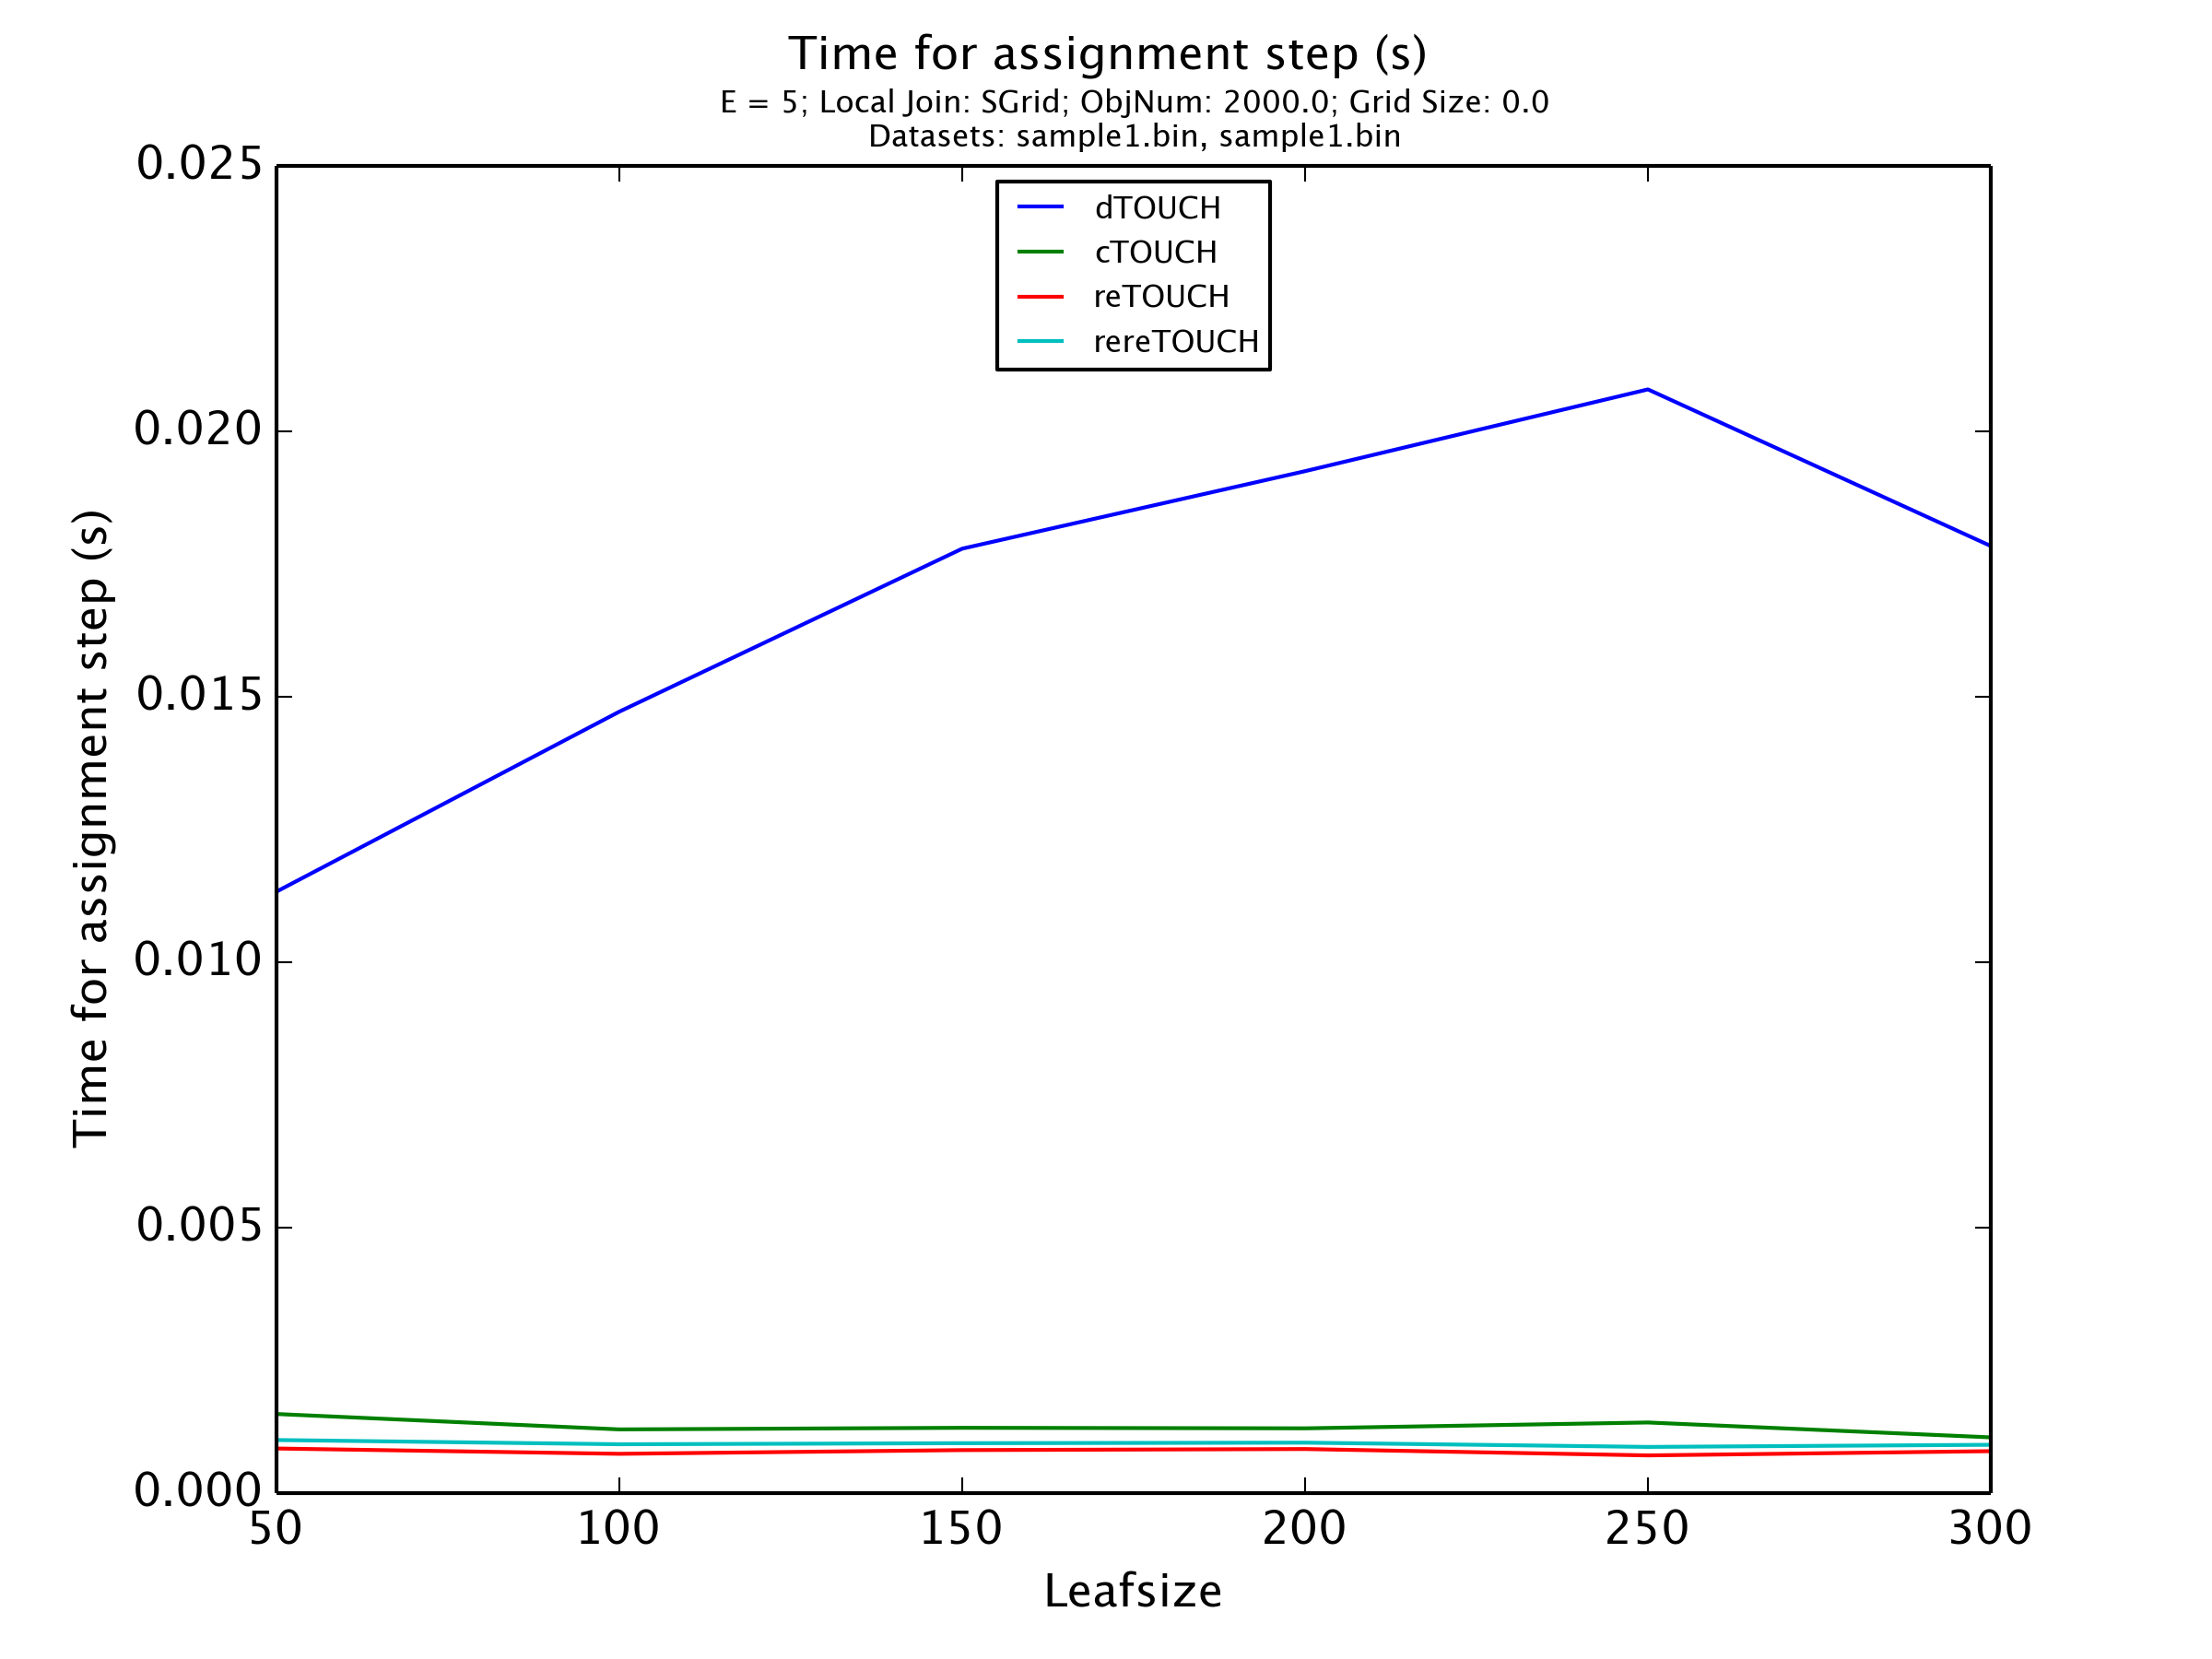 Time for assignment step (s)
E = 5; Local Join: SGrid; ObjNum: 2000.0; Grid Size: 0.0
Datasets: sample1.bin, sample1.bin
dTOUCH
cTOUCH
reTOUCH
rereTOUCH
Time for assignment step (s)
0.025
0.020
0.015
0.010
0.005
0.000
50 100 150 200 250 300
Leafsize